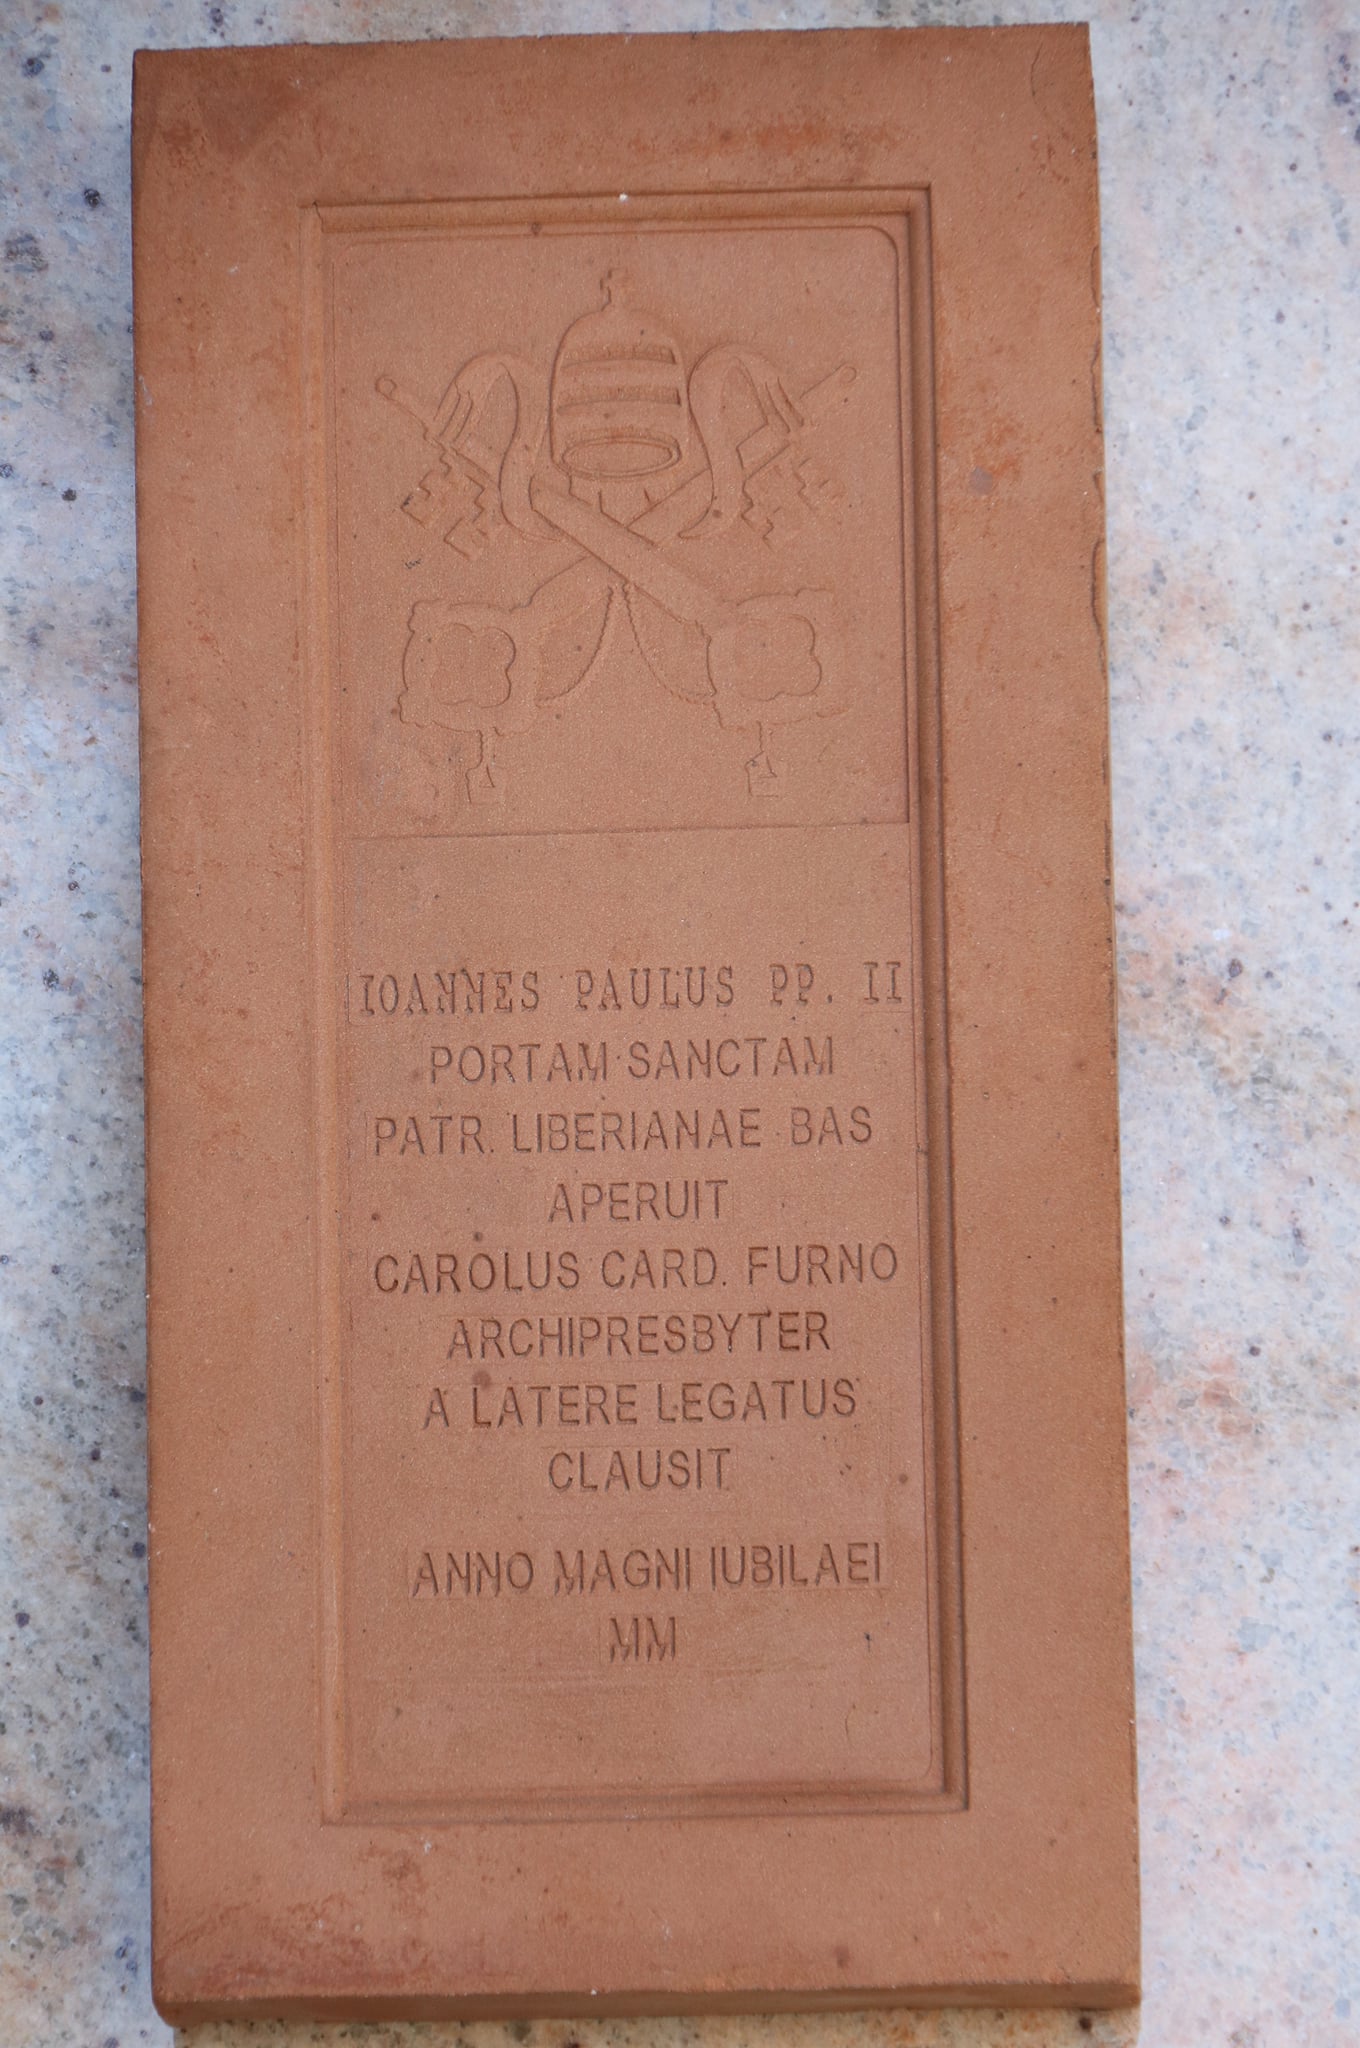 IOANNES PAULUS PP. II
PORTAM SANCTAM
PATR. LIBERIANAE BAS
APERUIT
CAROLUS CARD. FURNO
ARCHIPRESBYTER
A LATERE LEGATUS
CLAUSIT
ANNO MAGNI IUBILAEI
MM